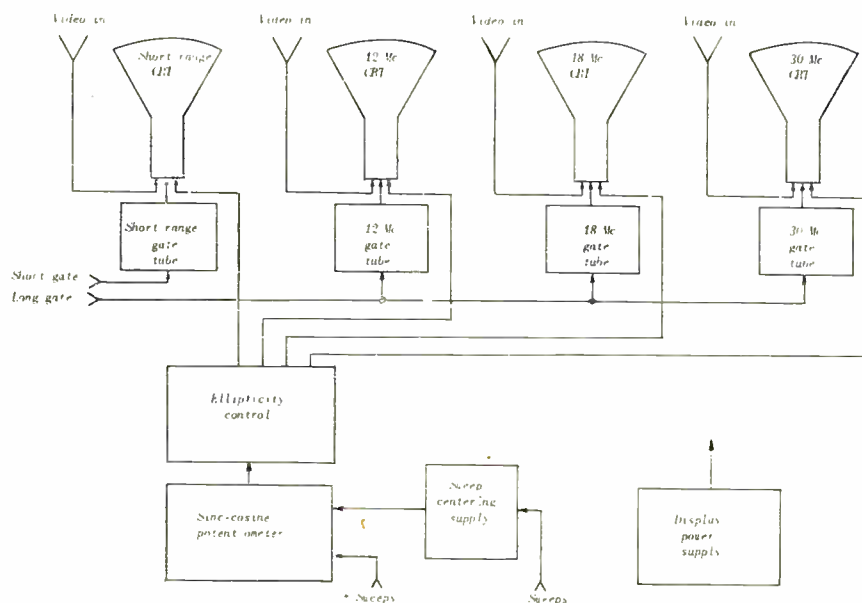 Video in
Video in
Video in
Video in
Short range
CRT
12 Mc
CRT
18 Mc
CRT
30 Mc
CRT
Short range
gate
tube
12 Mc
gate
tube
18 Mc
gate
tube
30 Mc
gate
tube
Short gate
Long gate
Ellipticity
control
Sine-cosine
potent ometer
Sweep
centering
supply
Display
power
supply
+ Sweeps
Sweeps